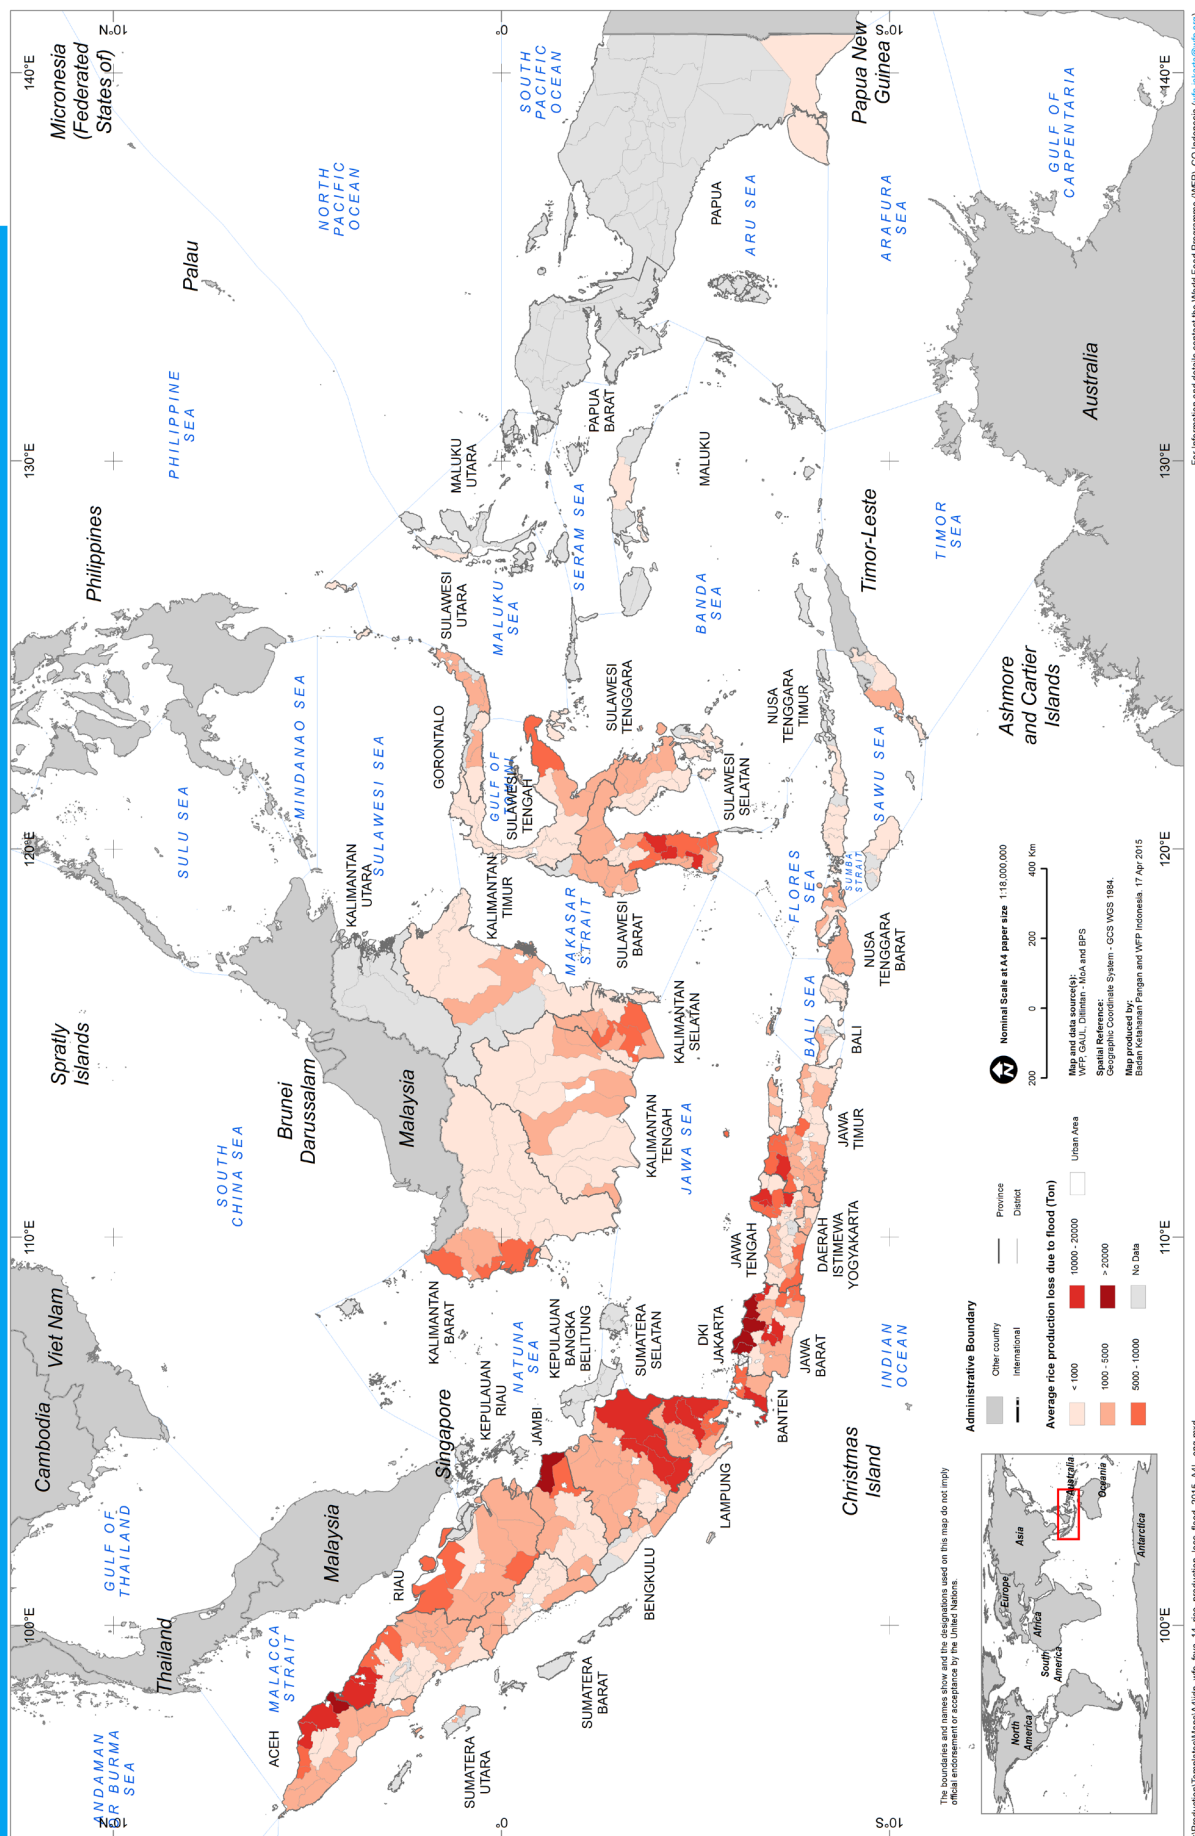 10°N
0°
10°S
140°E
140°E
Micronesia
(Federated
States of)
SOUTH
PACIFIC
OCEAN
Papua New
Guinea
GULF OF
CARPENTARIA
NORTH
PACIFIC
OCEAN
PAPUA
ARU SEA
ARAFURA
SEA
Palau
PHILIPPINE
SEA
PAPUA
BARAT
Australia
130°E
130°E
MALUKU
UTARA
MALUKU
Philippines
SERAM SEA
Timor-Leste
TIMOR
SEA
SULAWESI
UTARA
MALUKU
SEA
BANDA
SEA
MINDANAO SEA
SULAWESI
TENGGARA
NUSA
TENGGARA
TIMUR
Ashmore
and Cartier
Islands
SULU SEA
SULAWESI SEA
GORONTALO
GULF OF
SULAWESI
TENGAH
SULAWESI
SELATAN
SAWU SEA
120°E
120°E
KALIMANTAN
UTARA
KALIMANTAN
TIMUR
MAKASAR
STRAIT
SULAWESI
BARAT
FLORES
SEA
SUMBA
STRAIT
NUSA
TENGGARA
BARAT
Spratly
Islands
BALI SEA
BALI
KALIMANTAN
SELATAN
Brunei
Darussalam
Malaysia
SOUTH
CHINA SEA
KALIMANTAN
TENGAH
JAWA SEA
JAWA
TIMUR
110°E
110°E
JAWA
TENGAH
DAERAH
ISTIMEWA
YOGYAKARTA
Viet Nam
Cambodia
KALIMANTAN
BARAT
NATUNA
SEA
KEPULAUAN
BANGKA
BELITUNG
SUMATERA
SELATAN
DKI
JAKARTA
JAWA
BARAT
INDIAN
OCEAN
Singapore
KEPULAUAN
RIAU
JAMBI
BANTEN
Christmas
Island
LAMPUNG
GULF OF
THAILAND
Malaysia
RIAU
BENGKULU
100°E
100°E
Thailand
MALACCA
STRAIT
SUMATERA
BARAT
ACEH
SUMATERA
UTARA
ANDAMAN
OR BURMA
SEA
10°N
0°
10°S
N
Nominal Scale at A4 paper size 1:18,000,000
200 0 200 400 Km
Map and data source(s):
WFP, GAUL, Ditlintan - MoA and BPS
Spatial Reference:
Geographic Coordinate System - GCS WGS 1984.
Map produced by:
Badan Ketahanan Pangan and WFP Indonesia. 17 Apr 2015
Administrative Boundary
Other country
Province
International
District
Average rice production loss due to flood (Ton)
< 1000
10000 - 20000
Urban Area
1000 - 5000
> 20000
5000 - 10000
No Data
The boundaries and names show and the designations used on this map do not imply
official endorsement or acceptance by the United Nations.
North
America
South
America
Europe
Africa
Asia
Australia
Oceania
Antarctica